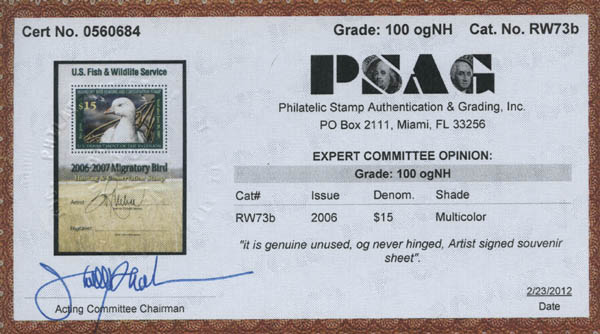 Cert No. 0560684
Grade: 100 ogNH
Cat. No. RW73b
U.S. Fish & Wildlife Service
$15
2006-2007 Migratory Bird
Artist
PSAG
Philatelic Stamp Authentication & Grading, Inc.
PO Box 2111, Miami, FL 33256
EXPERT COMMITTEE OPINION:
Grade: 100 ogNH
Cat# Issue Denom. Shade
RW73b 2006 $15 Multicolor
"it is genuine unused, og never hinged, Artist signed souvenir
sheet".
Acting Committee Chairman
2/23/2012
Date